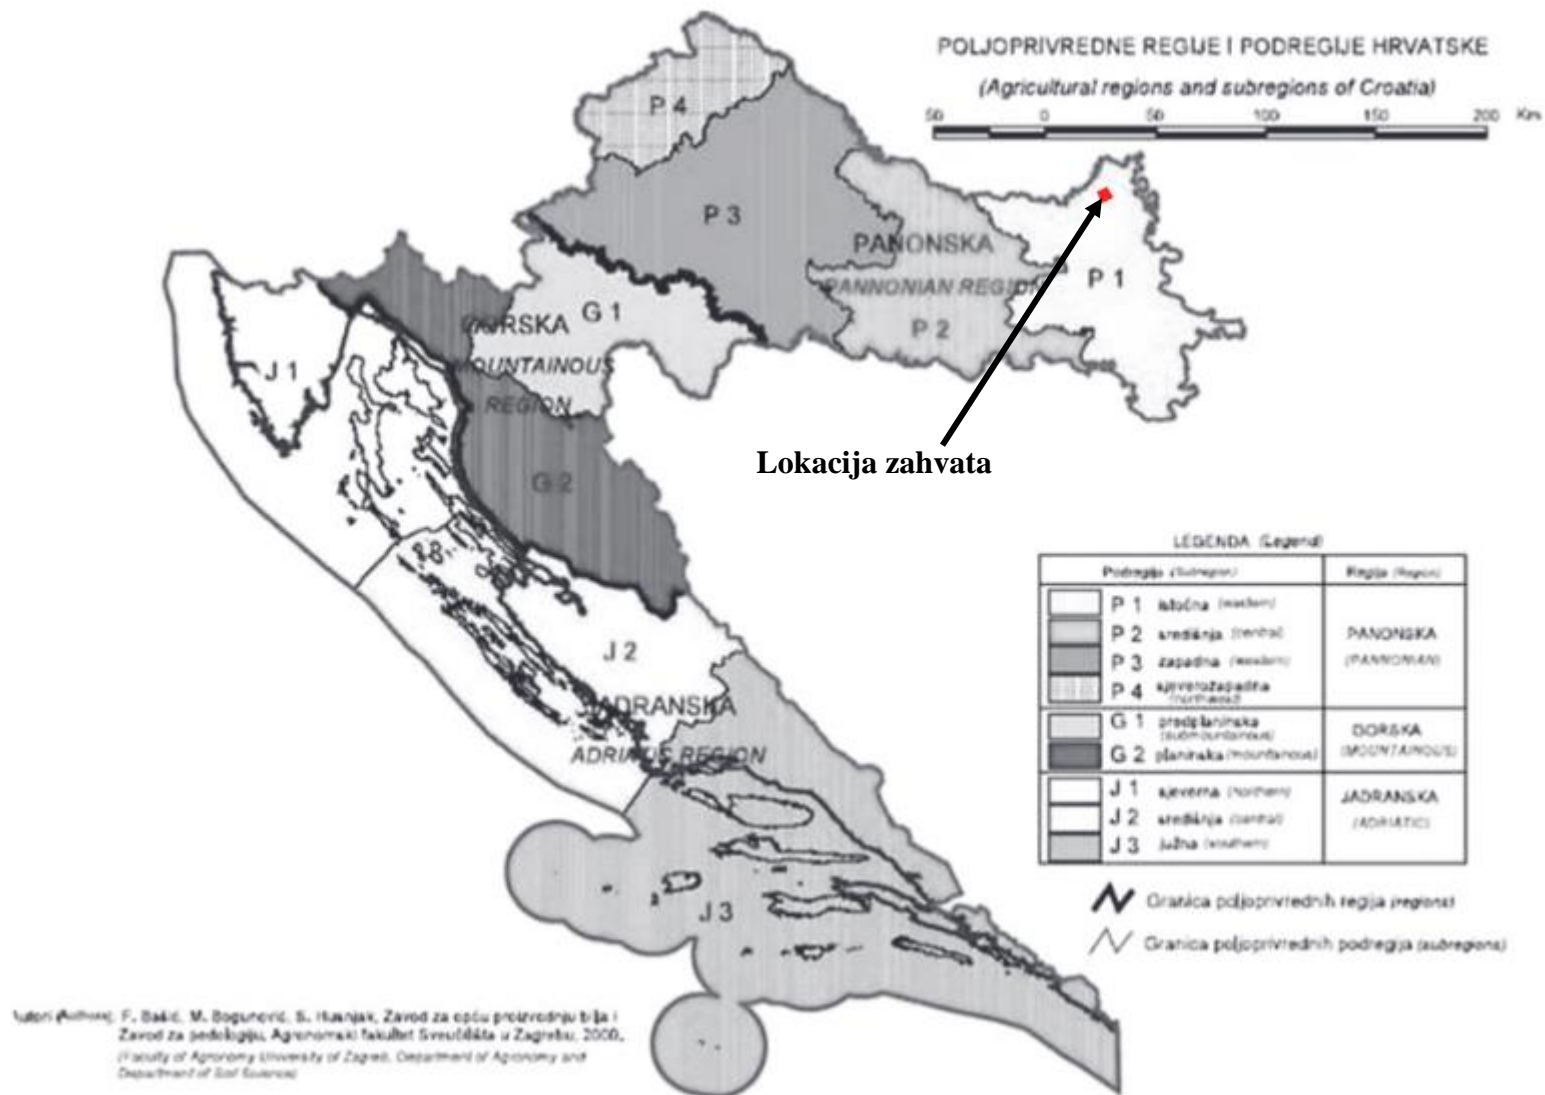 POLJOPRIVREDNE REGIJE I PODREGIJE HRVATSKE
(Agricultural regions and subregions of Croatia)
50 0 50 100 150 200 Km
P 4
P 3
PANONSKA
PANNONIAN REGION
P 1
P 2
G 1
GORSKA
MOUNTAINOUS
REGION
J 1
G 2
Lokacija zahvata
J 2
JADRANSKA
REGION
J 3
LEGENDA (Legend)
Podregija (Subregion) Regija (Region)
P 1 istočna
P 2 središnja (central)
P 3 zapadna (western)
P 4 sjeverozapadna
PANONSKA
(PANNONIAN)
G 1 predplaninska
(submountainous)
G 2 planinska (mountainous)
GORSKA
(MOUNTAINOUS)
J 1 sjeverna (northern)
J 2 središnja (central)
J 3 južna (southern)
JADRANSKA
(ADRIATIC)
Granica poljoprivrednih regija (regions)
Granica poljoprivrednih podregija (subregions)
F. Bašić, M. Bogunović, S. Husnjak, Zavod za opću proizvodnju bilja i
Zavod za pedologiju, Agronomski fakultet Sveučilišta u Zagrebu, 2000.
(Faculty of Agronomy University of Zagreb, Department of Agronomy and
Department of Soil Science)